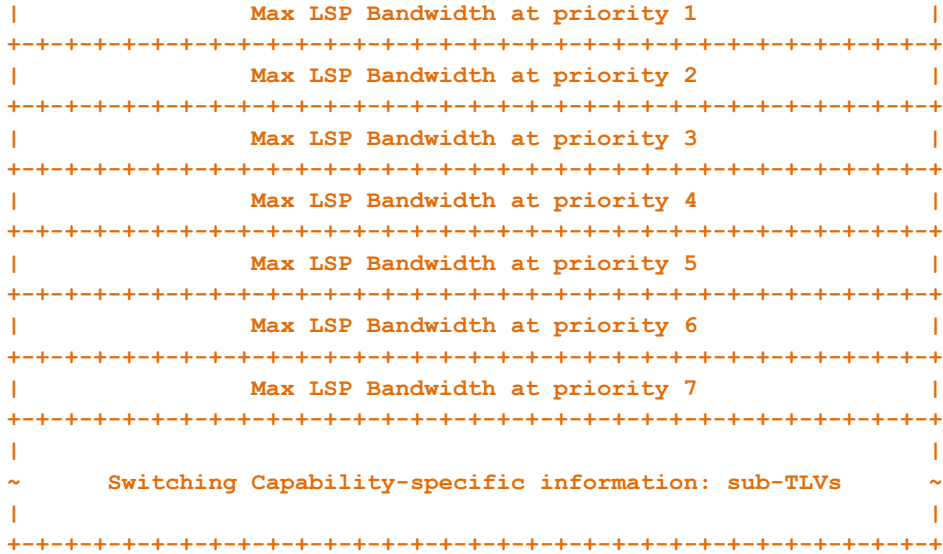 |                Max LSP Bandwidth at priority 1                |
+-+-+-+-+-+-+-+-+-+-+-+-+-+-+-+-+-+-+-+-+-+-+-+-+-+-+-+-+-+-+-+-+
|                Max LSP Bandwidth at priority 2                |
+-+-+-+-+-+-+-+-+-+-+-+-+-+-+-+-+-+-+-+-+-+-+-+-+-+-+-+-+-+-+-+-+
|                Max LSP Bandwidth at priority 3                |
+-+-+-+-+-+-+-+-+-+-+-+-+-+-+-+-+-+-+-+-+-+-+-+-+-+-+-+-+-+-+-+-+
|                Max LSP Bandwidth at priority 4                |
+-+-+-+-+-+-+-+-+-+-+-+-+-+-+-+-+-+-+-+-+-+-+-+-+-+-+-+-+-+-+-+-+
|                Max LSP Bandwidth at priority 5                |
+-+-+-+-+-+-+-+-+-+-+-+-+-+-+-+-+-+-+-+-+-+-+-+-+-+-+-+-+-+-+-+-+
|                Max LSP Bandwidth at priority 6                |
+-+-+-+-+-+-+-+-+-+-+-+-+-+-+-+-+-+-+-+-+-+-+-+-+-+-+-+-+-+-+-+-+
|                Max LSP Bandwidth at priority 7                |
+-+-+-+-+-+-+-+-+-+-+-+-+-+-+-+-+-+-+-+-+-+-+-+-+-+-+-+-+-+-+-+-+
|                                                               |
~      Switching Capability-specific information: sub-TLVs      ~
|                                                               |
+-+-+-+-+-+-+-+-+-+-+-+-+-+-+-+-+-+-+-+-+-+-+-+-+-+-+-+-+-+-+-+-+